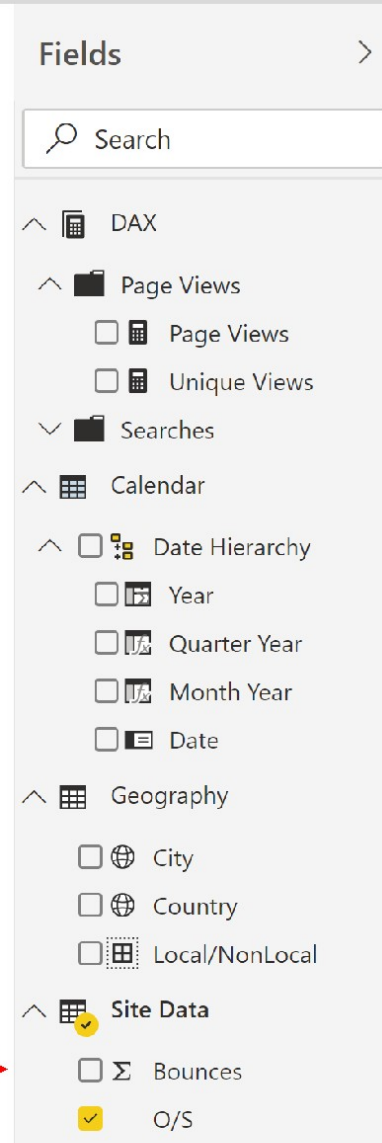 Fields
Search
DAX
Page Views
Page Views
Unique Views
Searches
Calendar
Date Hierarchy
Year
Quarter Year
Month Year
Date
Geography
City
Country
Local/NonLocal
Site Data
Bounces
O/S